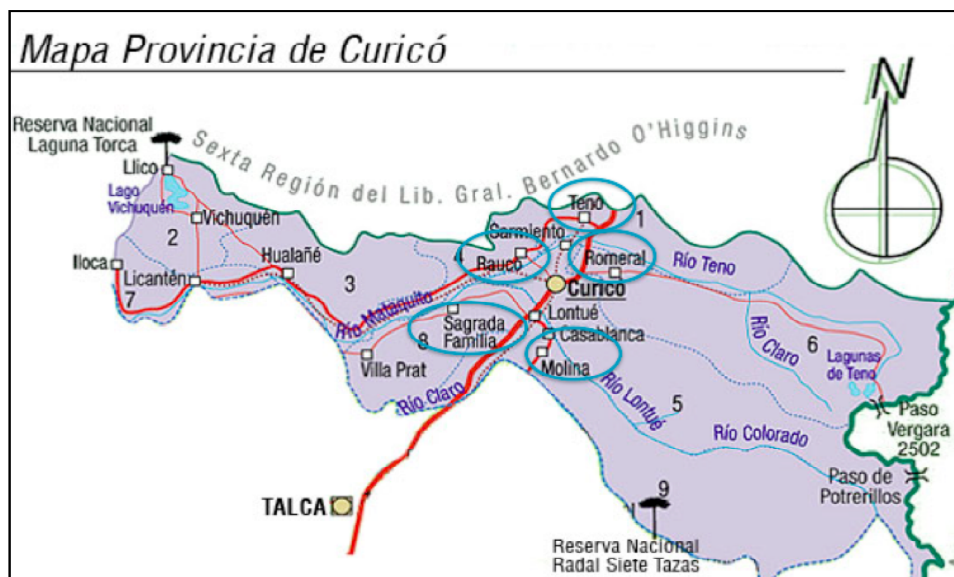 Mapa Provincia de Curicó
N
Reserva Nacional
Laguna Torca
Sexta Región del Lib. Gral. Bernardo O'Higgins
Llico
Lago
Vichuquén
Vichuquén
2
Iloca
7
Licantén
Hualañé
3
4
Rauco
Sarmiento
Teno
1
Romeral
Río Teno
Curicó
Río Mataquito
Sagrada
Familia
8
Villa Prat
Lontué
Casablanca
Molina
Río Claro
Río Claro
6
Lagunas
de Teno
Río Lontué
5
Río Colorado
Paso
Vergara
2502
Paso de
Potrerillos
TALCA
9
Reserva Nacional
Radal Siete Tazas